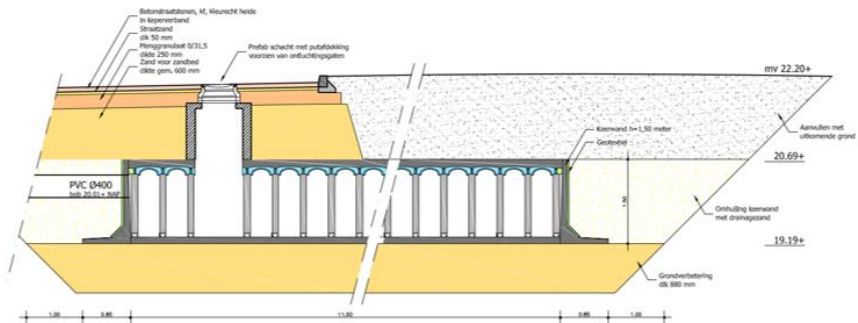 Betonstraatstenen, kf, kleurecht heide
in keperverband
Straatzand
dik 50 mm
Menggranulaat 0/31,5
dikte 250 mm
Zand voor zandbed
dikte gem. 600 mm
Prefab schacht met putafdekking
voorzien van ontluchtingsgaten
mv 22.20+
Keerwand h=1,50 meter
Geotextiel
Aanvullen met
uitkomende grond
20.69+
PVC Ø400
bob 20.01+ NAP
1.50
Omhulling keerwand
met drainagezand
19.19+
Grondverbetering
dik 880 mm
1.00
0.80
11.20
0.80
1.00